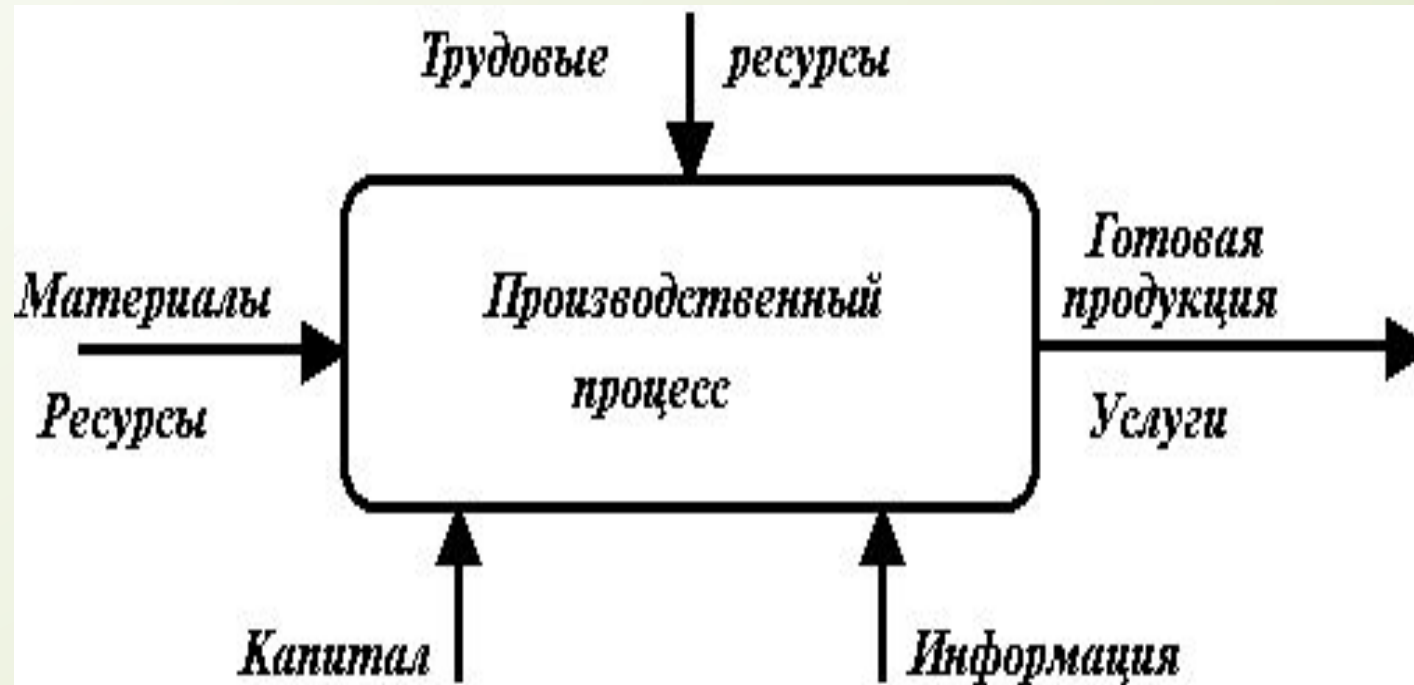 Трудовые ресурсы
Материалы
Ресурсы
Производственный
процесс
Готовая
продукция
Услуги
Капитал
Информация